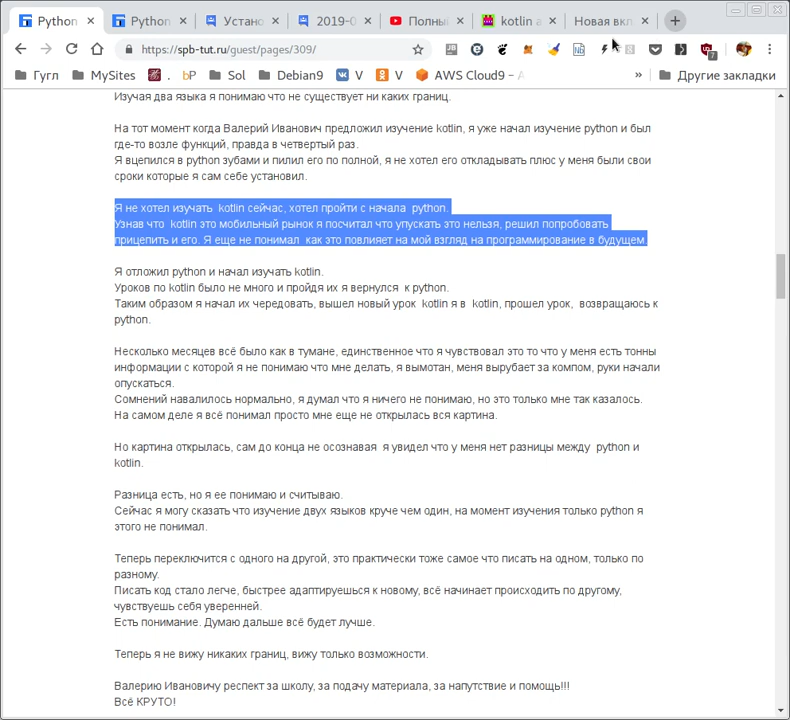 Python
Python
Устано
2019-0
Полны
kotlin a
Новая вкл
https://spb-tut.ru/guest/pages/309/
Гугл
MySites
.
bP
Sol
Debian9
V
V
AWS Cloud9 –
»
Другие закладки
Изучая два языка я понимаю что не существует ни каких границ.
На тот момент когда Валерий Иванович предложил изучение kotlin, я уже начал изучение python и был
где-то возле функций, правда в четвертый раз.
Я вцепился в python зубами и пилил его по полной, я не хотел его откладывать плюс у меня были свои
сроки которые я сам себе установил.
Я не хотел изучать kotlin сейчас, хотел пройти с начала python.
Узнав что kotlin это мобильный рынок я посчитал что упускать это нельзя, решил попробовать
прицепить и его. Я еще не понимал как это повлияет на мой взгляд на программирование в будущем.
Я отложил python и начал изучать kotlin.
Уроков по kotlin было не много и пройдя их я вернулся к python.
Таким образом я начал их чередовать, вышел новый урок kotlin я в kotlin, прошел урок, возвращаюсь к
python.
Несколько месяцев всё было как в тумане, единственное что я чувствовал это то что у меня есть тонны
информации с которой я не понимаю что мне делать, я вымотан, меня вырубает за компом, руки начали
опускаться.
Сомнений навалилось нормально, я думал что я ничего не понимаю, но это только мне так казалось.
На самом деле я всё понимал просто мне еще не открылась вся картина.
Но картина открылась, сам до конца не осознавая я увидел что у меня нет разницы между python и
kotlin.
Разница есть, но я ее понимаю и считываю.
Сейчас я могу сказать что изучение двух языков круче чем один, на момент изучения только python я
этого не понимал.
Теперь переключится с одного на другой, это практически тоже самое что писать на одном, только по
разному.
Писать код стало легче, быстрее адаптируешься к новому, всё начинает происходить по другому,
чувствуешь себя уверенней.
Есть понимание. Думаю дальше всё будет лучше.
Теперь я не вижу никаких границ, вижу только возможности.
Валерию Ивановичу респект за школу, за подачу материала, за напутствие и помощь!!!
Всё КРУТО!